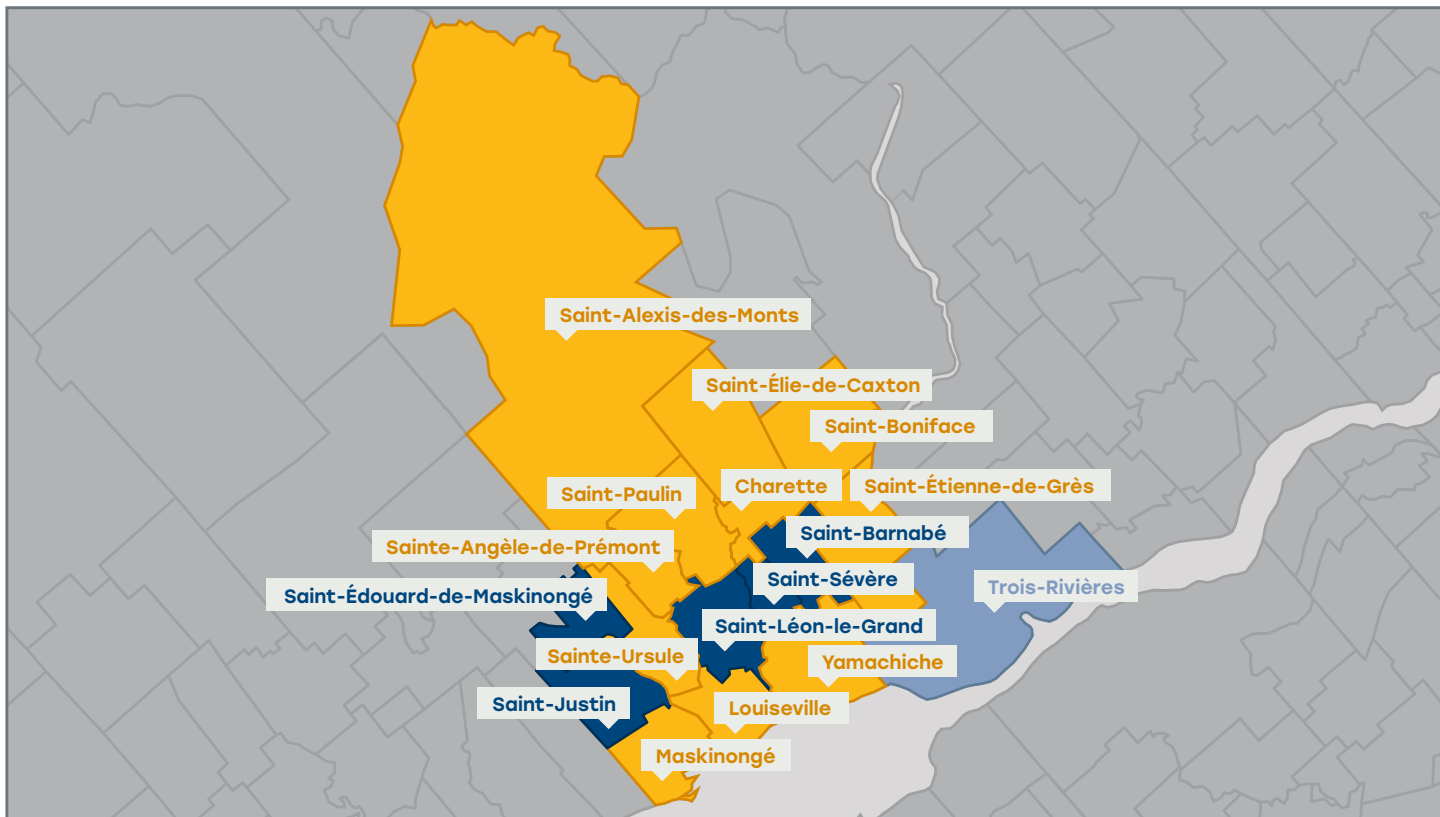 Saint-Alexis-des-Monts
Saint-Élie-de-Caxton
Saint-Boniface
Charette
Saint-Étienne-de-Grès
Saint-Paulin
Saint-Barnabé
Sainte-Angèle-de-Prémont
Saint-Sévère
Trois-Rivières
Saint-Édouard-de-Maskinongé
Saint-Léon-le-Grand
Sainte-Ursule
Yamachiche
Saint-Justin
Louiseville
Maskinongé